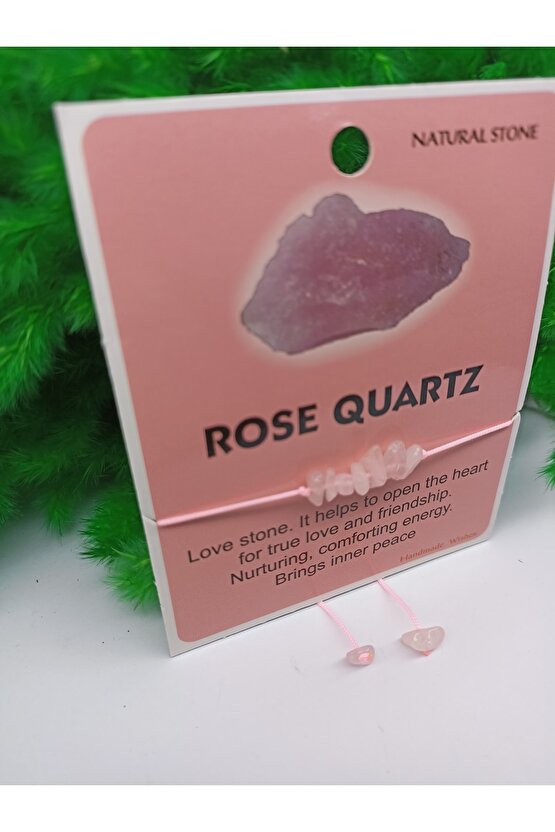 NATURAL STONE
ROSE QUARTZ
Love stone. It helps to open the heart
for true love and friendship.
Nurturing, comforting energy.
Brings inner peace
Handmade Wishes